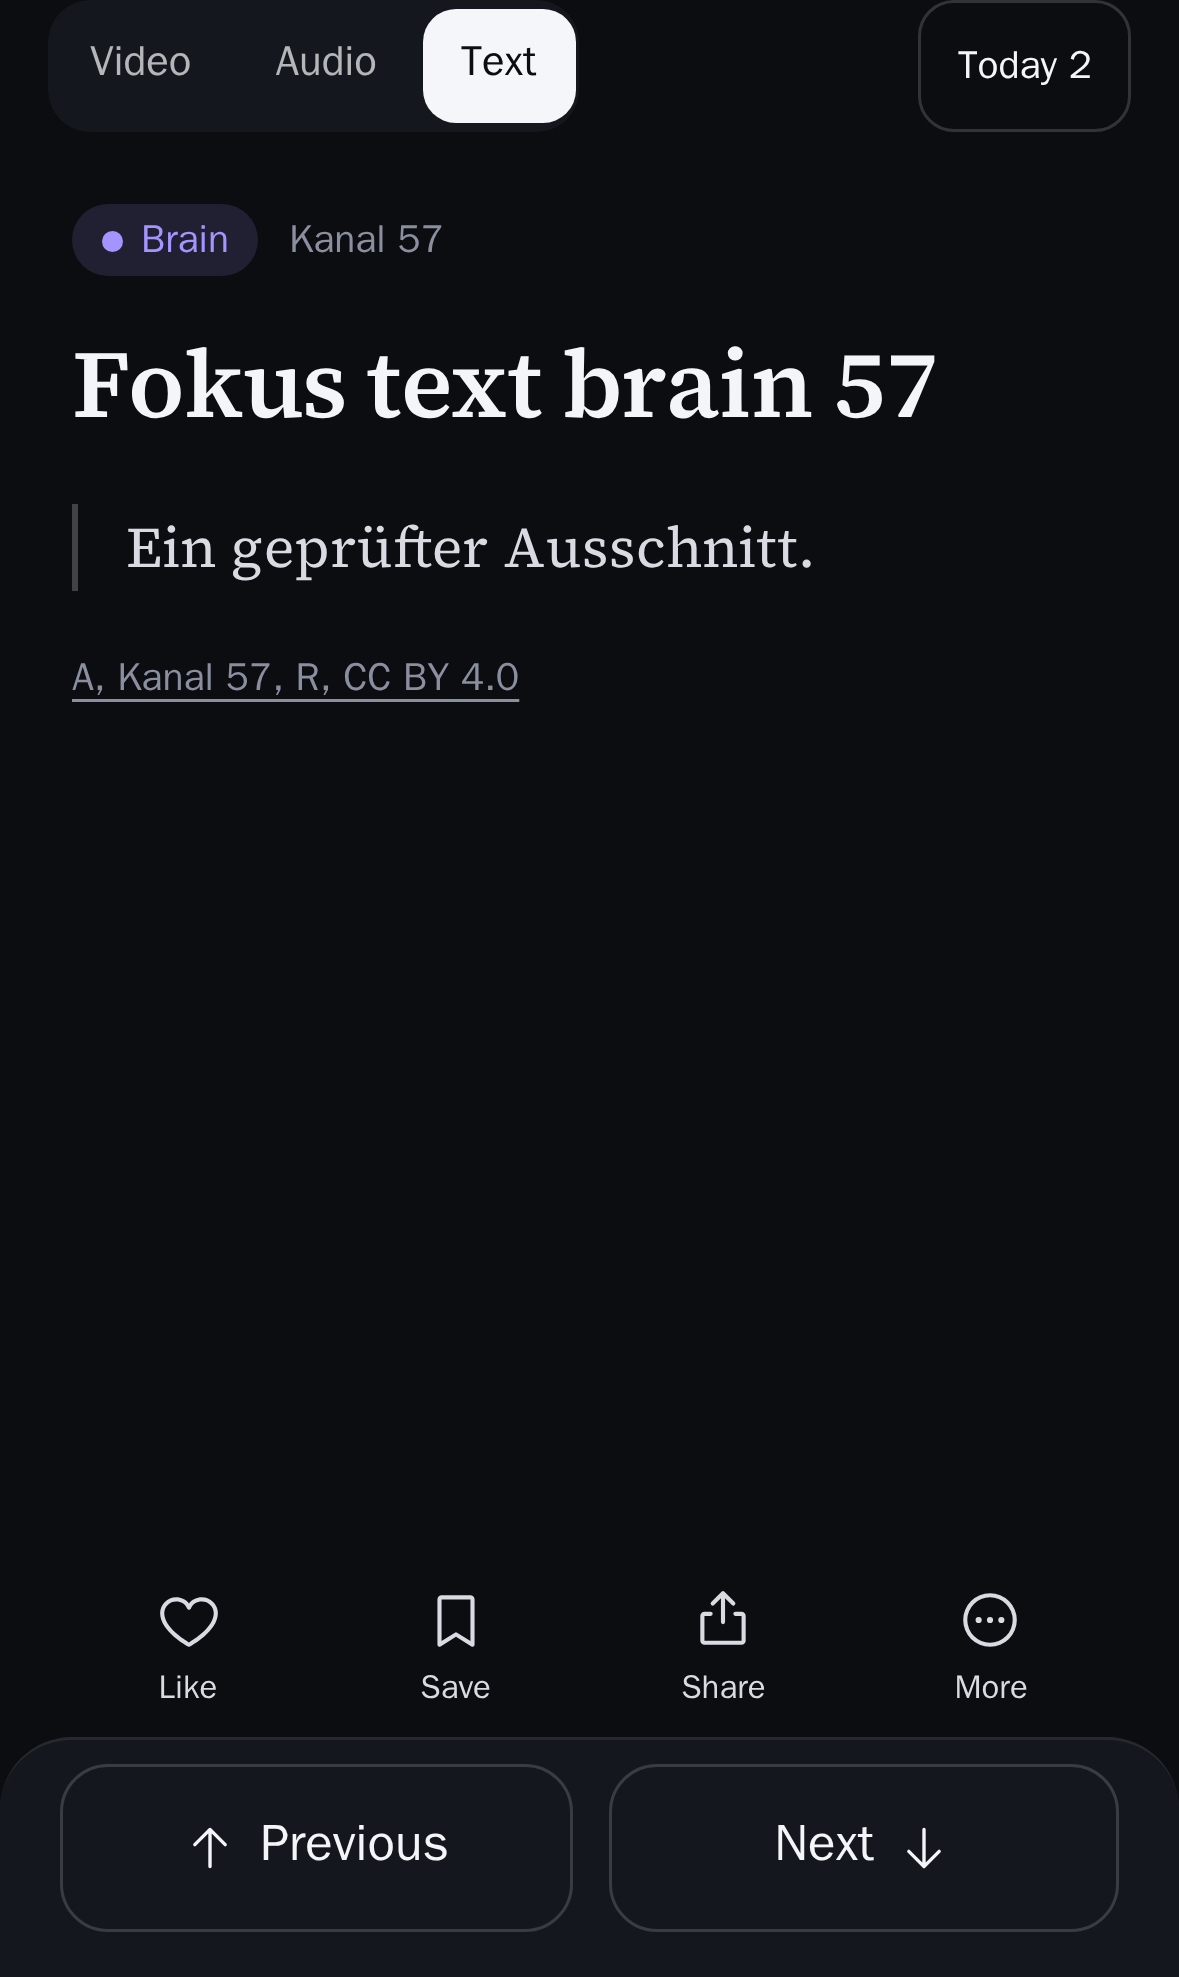 Video Audio Text Today 2
Brain Kanal 57
Fokus text brain 57
Ein geprüfter Ausschnitt.
A, Kanal 57, R, CC BY 4.0
Like Save Share More
Previous Next